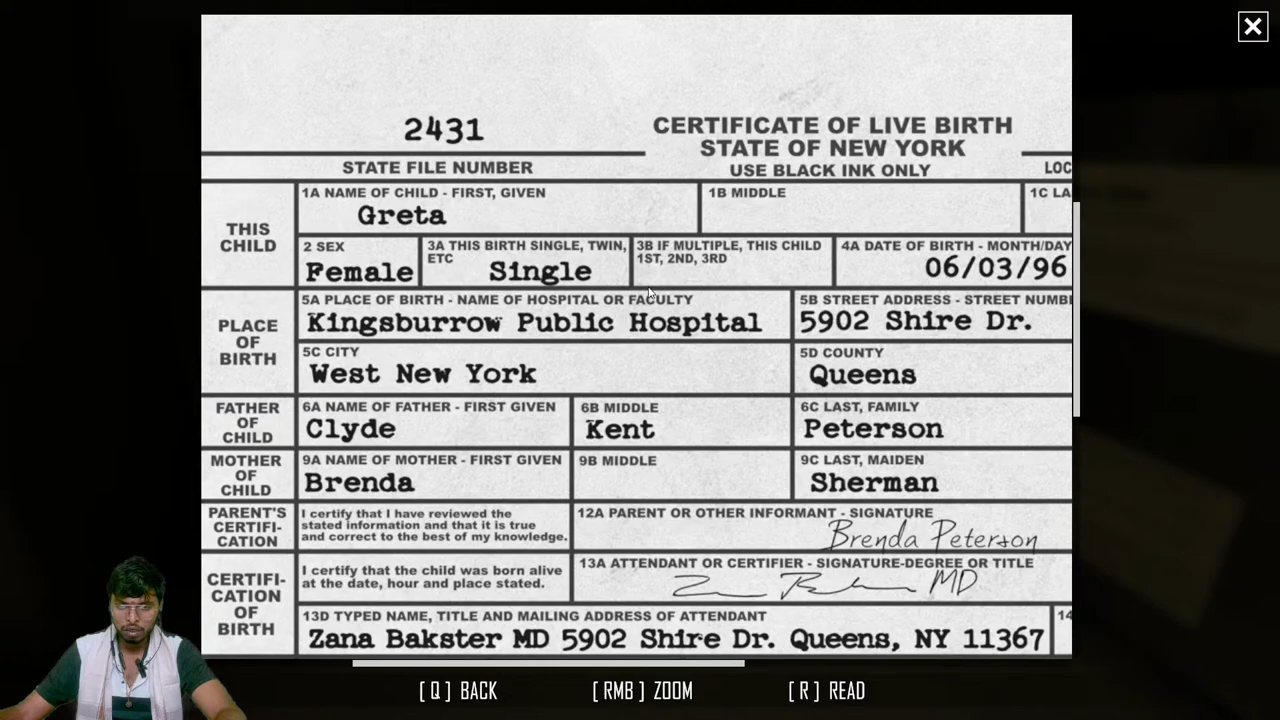 2431
CERTIFICATE OF LIVE BIRTH
STATE OF NEW YORK
STATE FILE NUMBER
USE BLACK INK ONLY
LOC
THIS CHILD
1A NAME OF CHILD - FIRST, GIVEN
Greta
1B MIDDLE
1C LA
2 SEX
Female
3A THIS BIRTH SINGLE, TWIN, ETC
Single
3B IF MULTIPLE, THIS CHILD
1ST, 2ND, 3RD
4A DATE OF BIRTH - MONTH/DAY
06/03/96
PLACE OF BIRTH
5A PLACE OF BIRTH - NAME OF HOSPITAL OR FACULTY
Kingsburrow Public Hospital
5B STREET ADDRESS - STREET NUMB
5902 Shire Dr.
5C CITY
West New York
5D COUNTY
Queens
FATHER OF CHILD
6A NAME OF FATHER - FIRST GIVEN
Clyde
6B MIDDLE
Kent
6C LAST, FAMILY
Peterson
MOTHER OF CHILD
9A NAME OF MOTHER - FIRST GIVEN
Brenda
9B MIDDLE
9C LAST, MAIDEN
Sherman
PARENT'S CERTIFI-CATION
I certify that I have reviewed the
stated information and that it is true
and correct to the best of my knowledge.
12A PARENT OR OTHER INFORMANT - SIGNATURE
Brenda Peterson
CERTIFI-CATION OF BIRTH
I certify that the child was born alive
at the date, hour and place stated.
13A ATTENDANT OR CERTIFIER - SIGNATURE-DEGREE OR TITLE
MD
13D TYPED NAME, TITLE AND MAILING ADDRESS OF ATTENDANT
Zana Bakster MD 5902 Shire Dr. Queens, NY 11367
14
[ Q ] BACK
[ RMB ] ZOOM
[ R ] READ